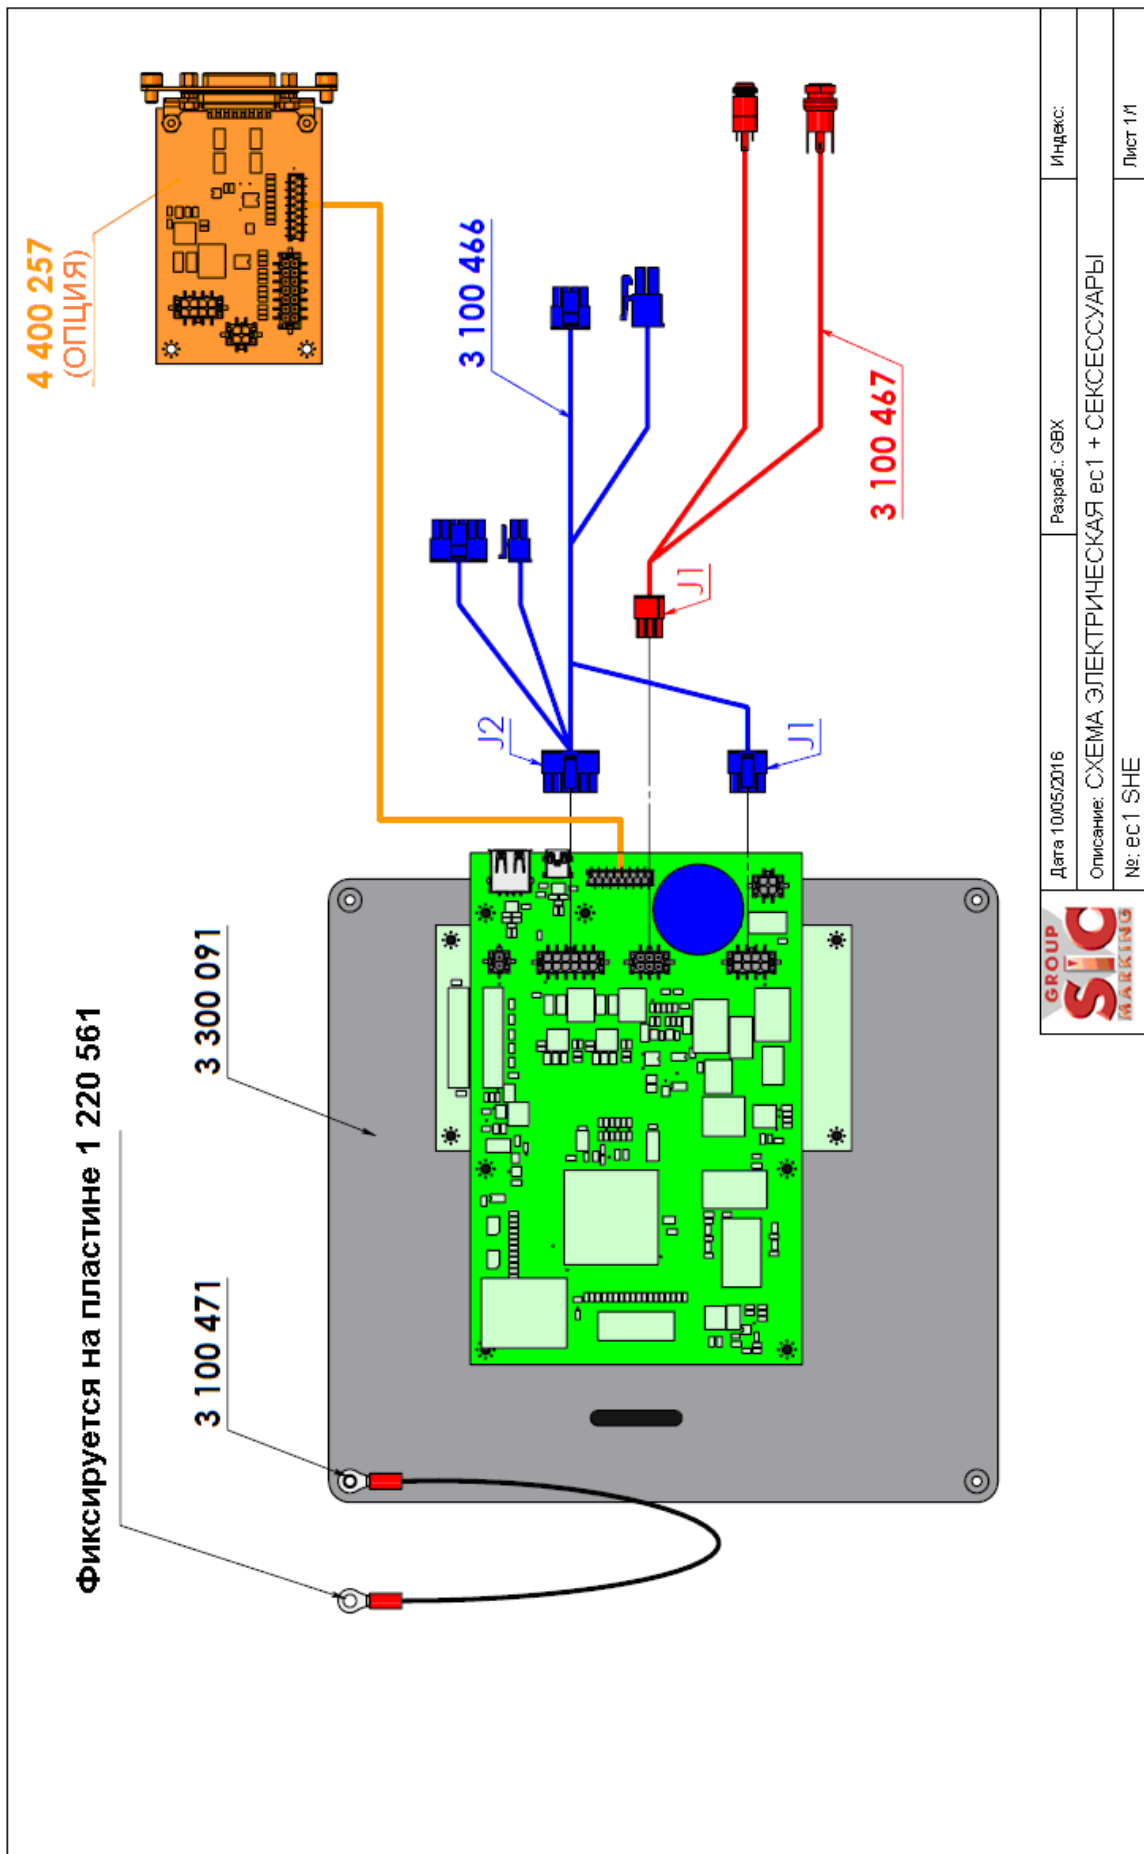 4 400 257
(ОПЦИЯ)
3 100 466
3 100 467
J1
J2
J1
3 300 091
Фиксируется на пластине 1 220 561
3 100 471
GROUP
SIC
MARKING
Дата 10/05/2016
Разраб.: GBX
Индекс:
Описание: СХЕМА ЭЛЕКТРИЧЕСКАЯ ec1 + СЕКСЕССУАРЫ
№: ec1 SHE
Лист 1/1